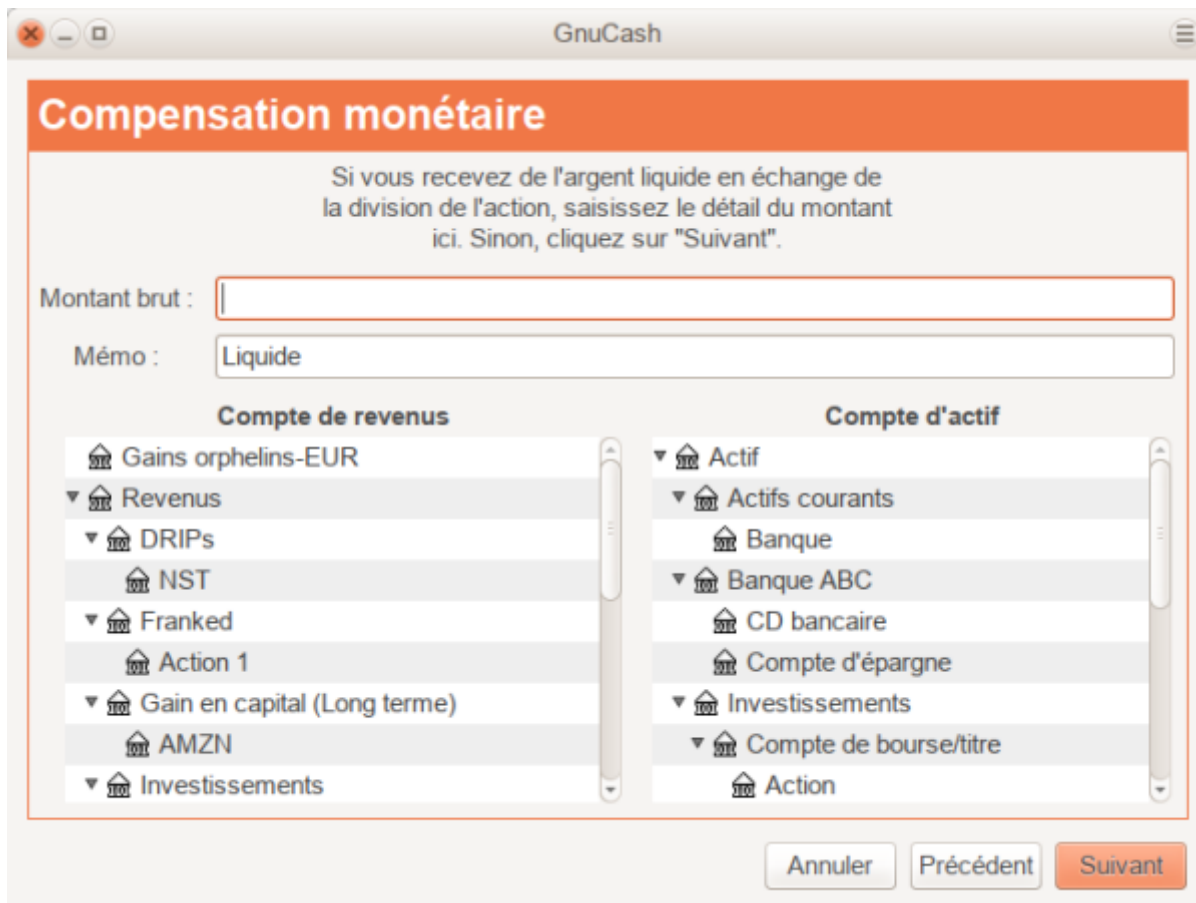 GnuCash
Compensation monétaire
Si vous recevez de l'argent liquide en échange de
la division de l'action, saisissez le détail du montant
ici. Sinon, cliquez sur "Suivant".
Montant brut :
Mémo :
Liquide
Compte de revenus
Gains orphelins-EUR
Revenus
DRIPs
NST
Franked
Action 1
Gain en capital (Long terme)
AMZN
Investissements
Compte d'actif
Actif
Actifs courants
Banque
Banque ABC
CD bancaire
Compte d'épargne
Investissements
Compte de bourse/titre
Action
Annuler
Précédent
Suivant